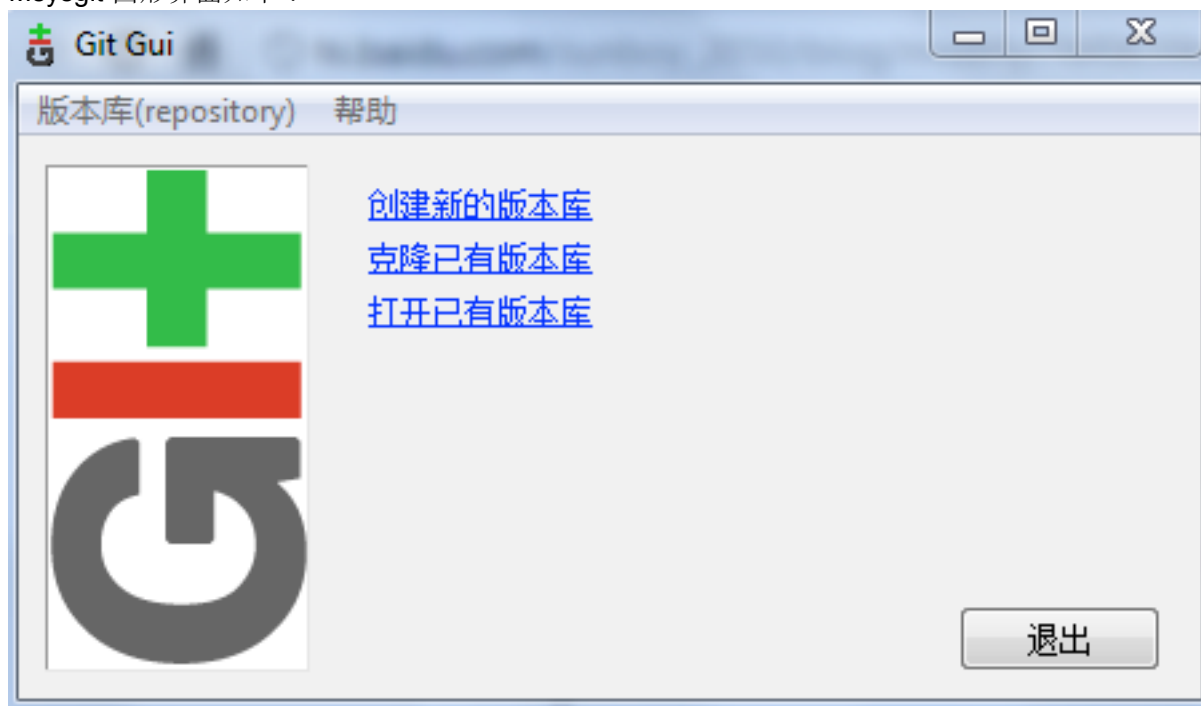 Git Gui
版本库(repository) 帮助
创建新的版本库
克隆已有版本库
打开已有版本库
退出